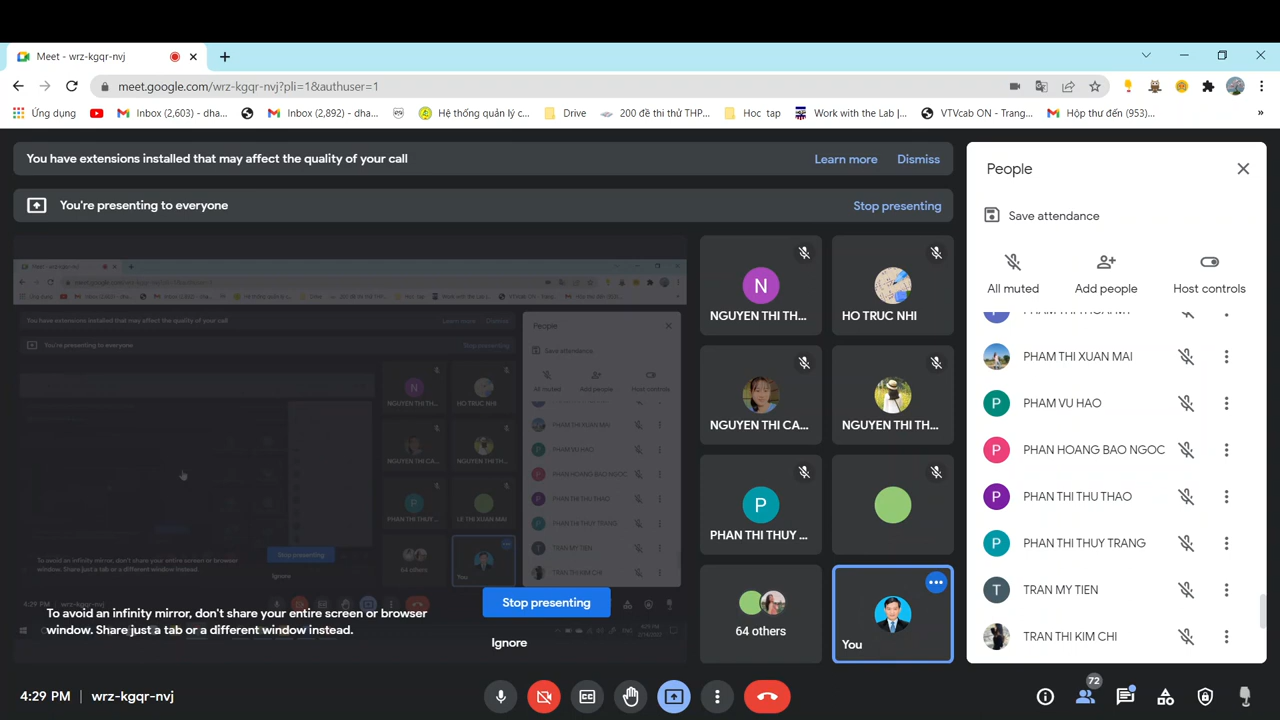 Meet - wrz-kgqr-nvj
meet.google.com/wrz-kgqr-nvj?pli=1&authuser=1
Ứng dụng
Inbox (2,603) - dha...
Inbox (2,892) - dha...
Hệ thống quản lý c...
Drive
200 đề thi thử THP...
Hoc tap
Work with the Lab |...
VTVcab ON - Trang...
Hộp thư đến (953)...
»
You have extensions installed that may affect the quality of your call
Learn more
Dismiss
You're presenting to everyone
Stop presenting
N
NGUYEN THI TH...
HO TRUC NHI
NGUYEN THI CA...
NGUYEN THI TH...
P
PHAN THI THUY ...
64 others
You
To avoid an infinity mirror, don't share your entire screen or browser
window. Share just a tab or a different window instead.
Stop presenting
Ignore
People
Save attendance
All muted
Add people
Host controls
PHAM THI XUAN MAI
P
PHAM VU HAO
P
PHAN HOANG BAO NGOC
P
PHAN THI THU THAO
P
PHAN THI THUY TRANG
T
TRAN MY TIEN
TRAN THI KIM CHI
4:29 PM
wrz-kgqr-nvj
72